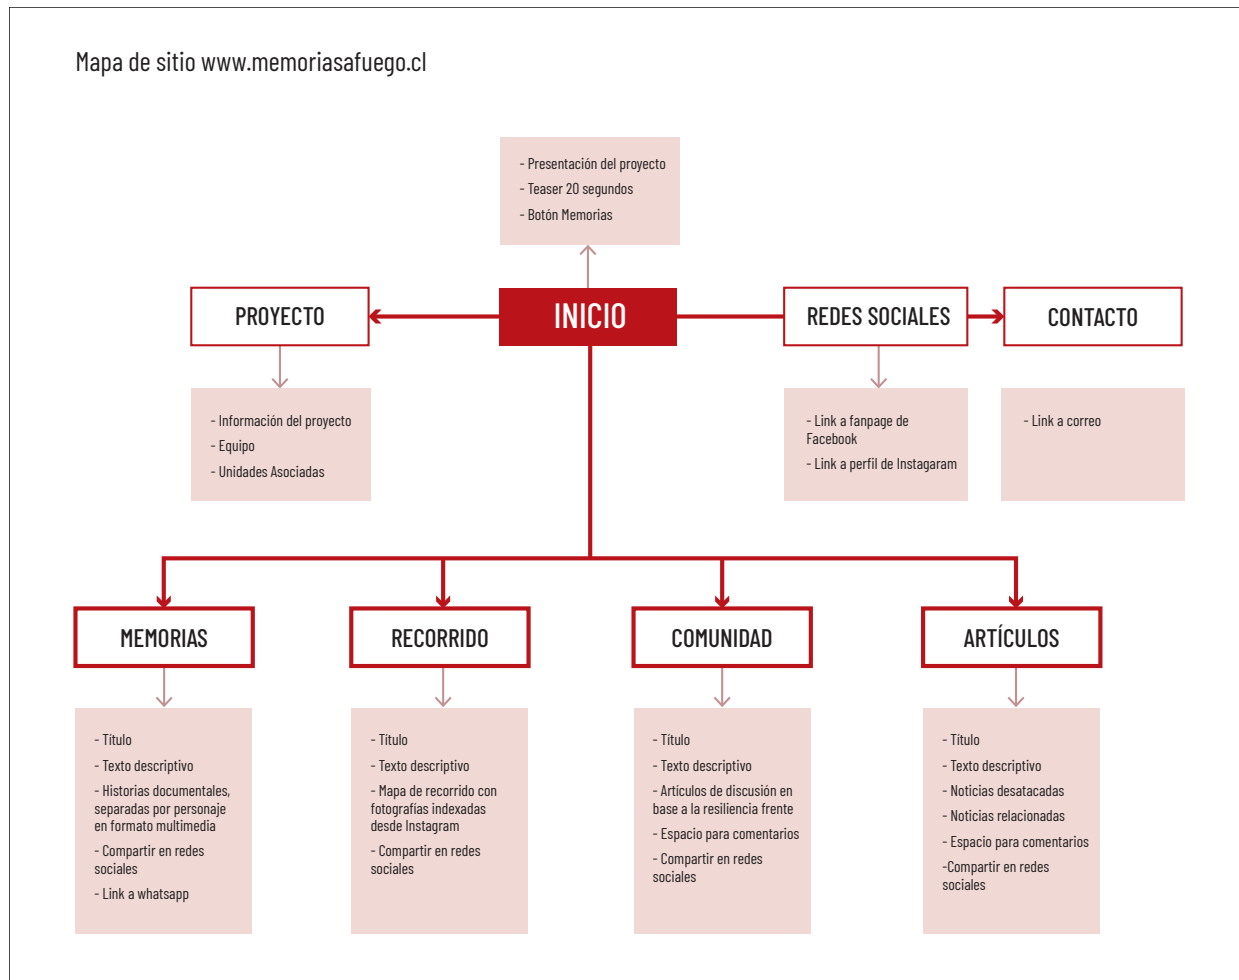 Mapa de sitio www.memoriasafuego.cl
- Presentación del proyecto
- Teaser 20 segundos
- Botón Memorias
PROYECTO
INICIO
REDES SOCIALES
CONTACTO
- Información del proyecto
- Equipo
- Unidades Asociadas
- Link a fanpage de
Facebook
- Link a perfil de Instagaram
- Link a correo
MEMORIAS
RECORRIDO
COMUNIDAD
ARTÍCULOS
- Título
- Texto descriptivo
- Historias documentales,
separadas por personaje
en formato multimedia
- Compartir en redes
sociales
- Link a whatsapp
- Título
- Texto descriptivo
- Mapa de recorrido con
fotografías indexadas
desde Instagram
- Compartir en redes
sociales
- Título
- Texto descriptivo
- Artículos de discusión en
base a la resiliencia frente
- Espacio para comentarios
- Compartir en redes
sociales
- Título
- Texto descriptivo
- Noticias desatacadas
- Noticias relacionadas
- Espacio para comentarios
-Compartir en redes
sociales